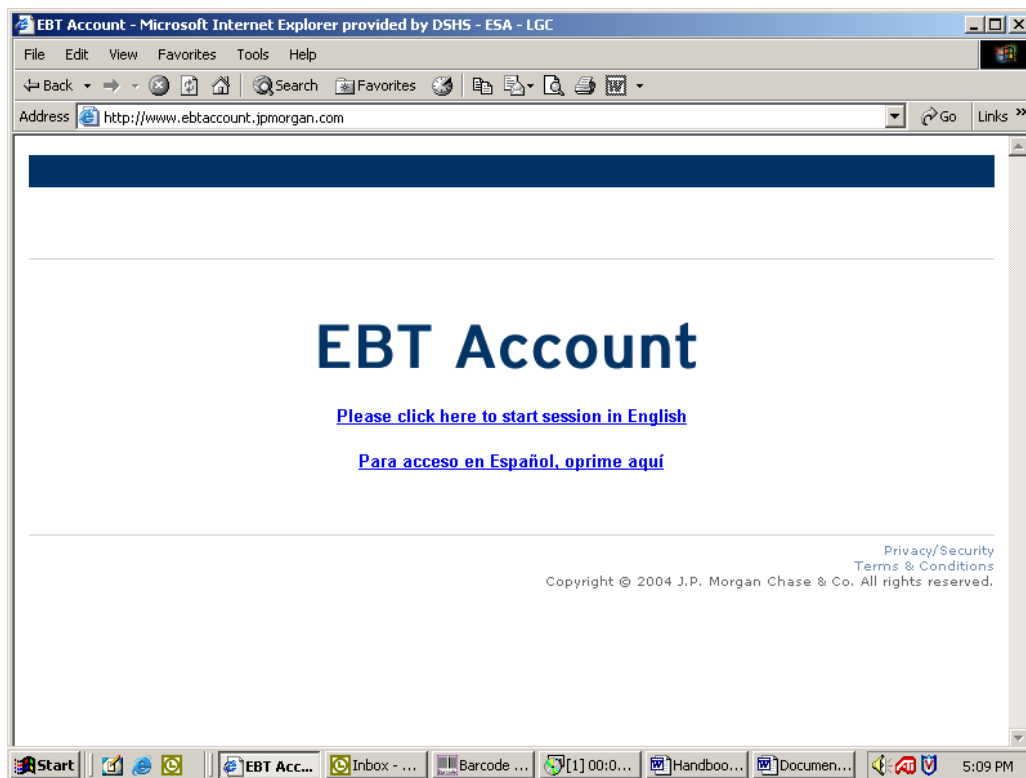 EBT Account - Microsoft Internet Explorer provided by DSHS - ESA - LGC
File Edit View Favorites Tools Help
Back Search Favorites
Address http://www.ebtaccount.jpmorgan.com Go Links »
EBT Account
Please click here to start session in English
Para acceso en Español, oprime aquí
Privacy/Security
Terms & Conditions
Copyright © 2004 J.P. Morgan Chase & Co. All rights reserved.
Start EBT Acc... Inbox - ... Barcode ... [1] 00:0... Handboo... Documen... 5:09 PM